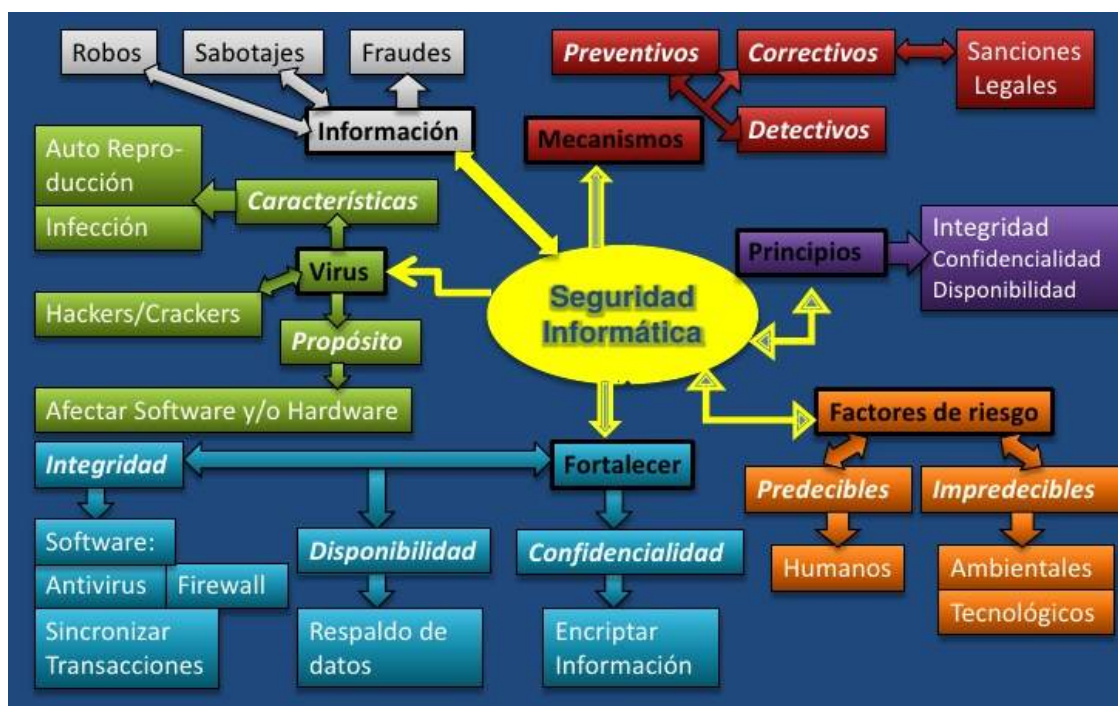 Robos
Sabotajes
Fraudes
Información
Preventivos
Correctivos
Sanciones
Legales
Detectivos
Mecanismos
Auto Repro-
ducción
Infección
Características
Virus
Hackers/Crackers
Propósito
Afectar Software y/o Hardware
Seguridad
Informática
Principios
Integridad
Confidencialidad
Disponibilidad
Factores de riesgo
Predecibles
Impredecibles
Humanos
Ambientales
Tecnológicos
Integridad
Fortalecer
Software:
Antivirus
Firewall
Sincronizar
Transacciones
Disponibilidad
Respaldo de
datos
Confidencialidad
Encriptar
Información